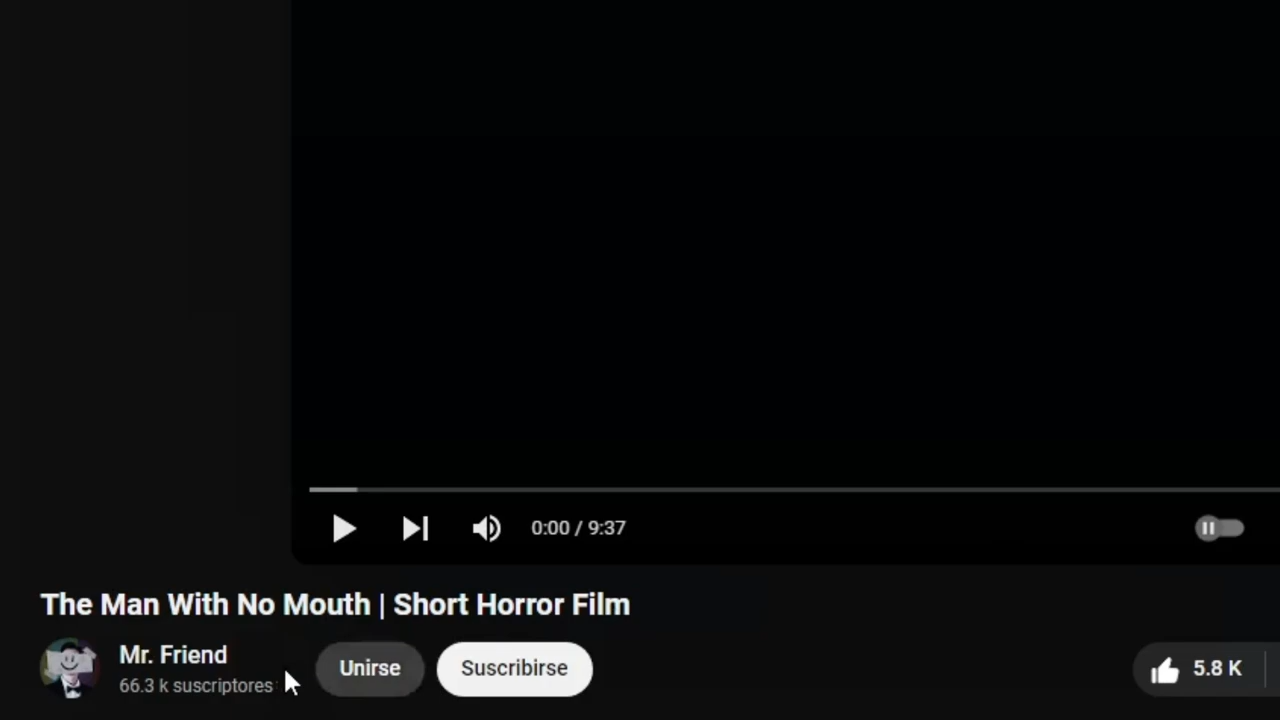 0:00 / 9:37
The Man With No Mouth | Short Horror Film
Mr. Friend
66.3 k suscriptores
Unirse
Suscribirse
5.8 K